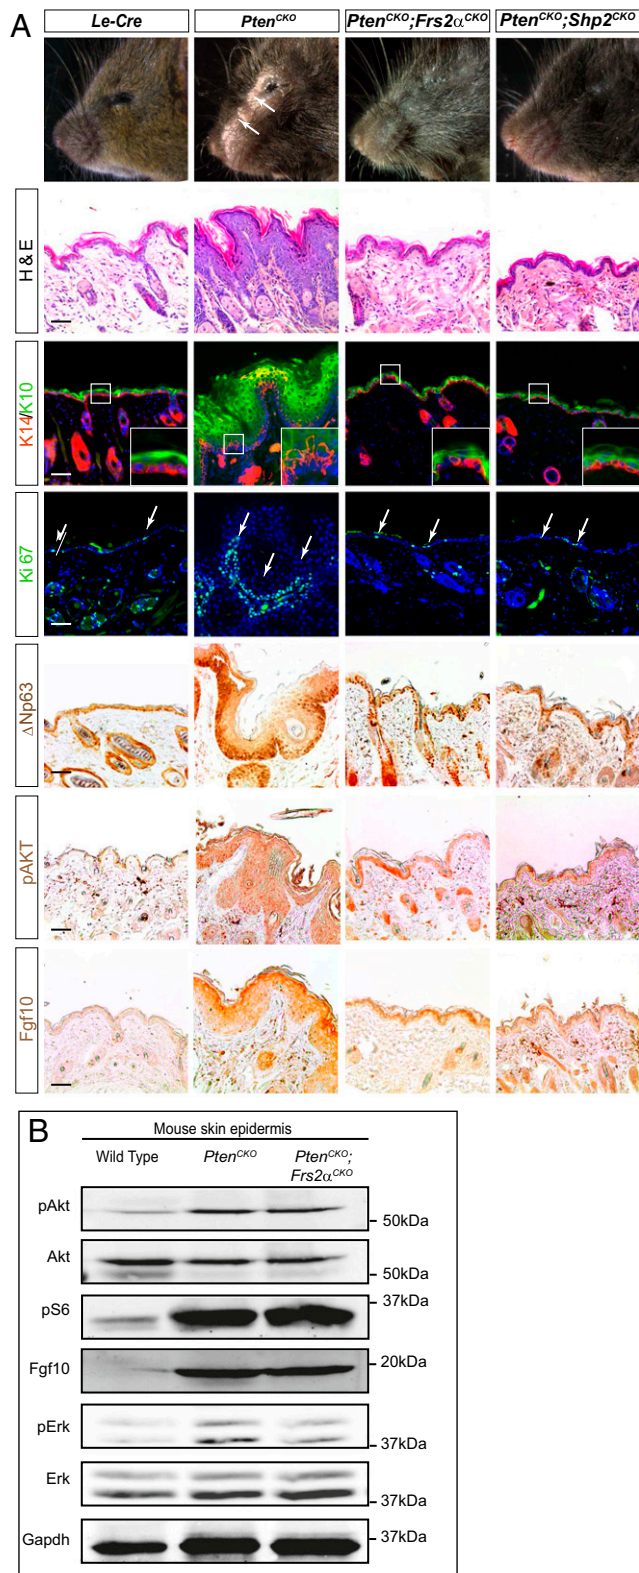 A
Le-Cre
Pten^CKO
Pten^CKO;Frs2α^CKO
Pten^CKO;Shp2^CKO
H & E
K14/K10
Ki 67
ΔNp63
pAKT
Fgf10
B
Mouse skin epidermis
Wild Type
Pten^CKO
Pten^CKO;
Frs2α^CKO
pAkt
50kDa
Akt
50kDa
pS6
37kDa
Fgf10
20kDa
pErk
37kDa
Erk
37kDa
Gapdh
37kDa